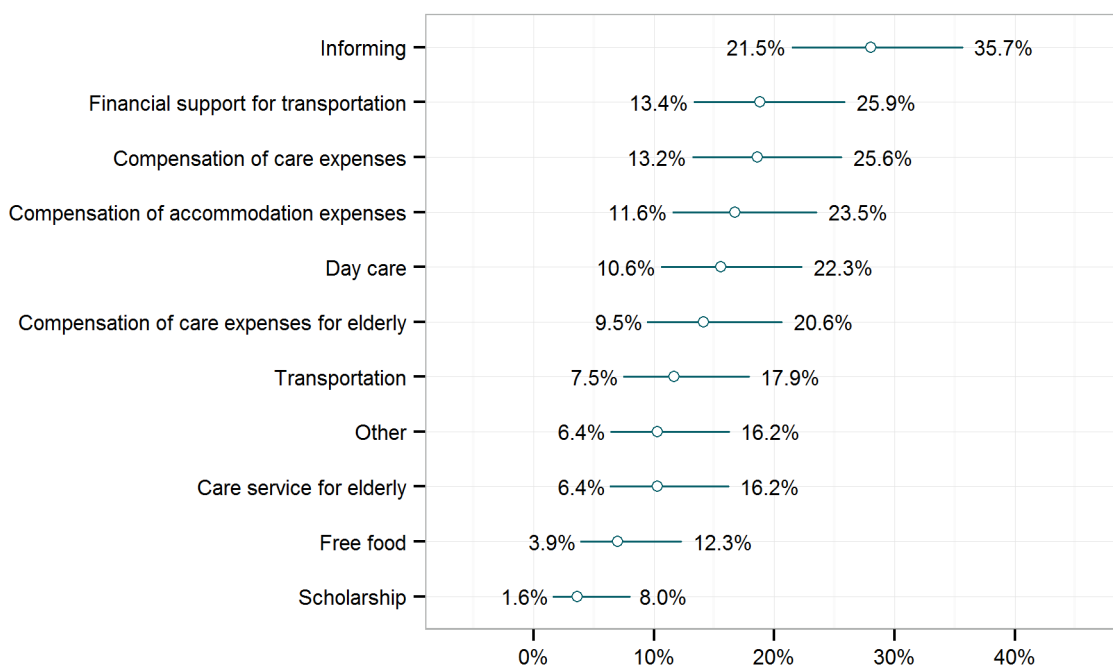 Informing 21.5% 35.7%
Financial support for transportation 13.4% 25.9%
Compensation of care expenses 13.2% 25.6%
Compensation of accommodation expenses 11.6% 23.5%
Day care 10.6% 22.3%
Compensation of care expenses for elderly 9.5% 20.6%
Transportation 7.5% 17.9%
Other 6.4% 16.2%
Care service for elderly 6.4% 16.2%
Free food 3.9% 12.3%
Scholarship 1.6% 8.0%
0% 10% 20% 30% 40%